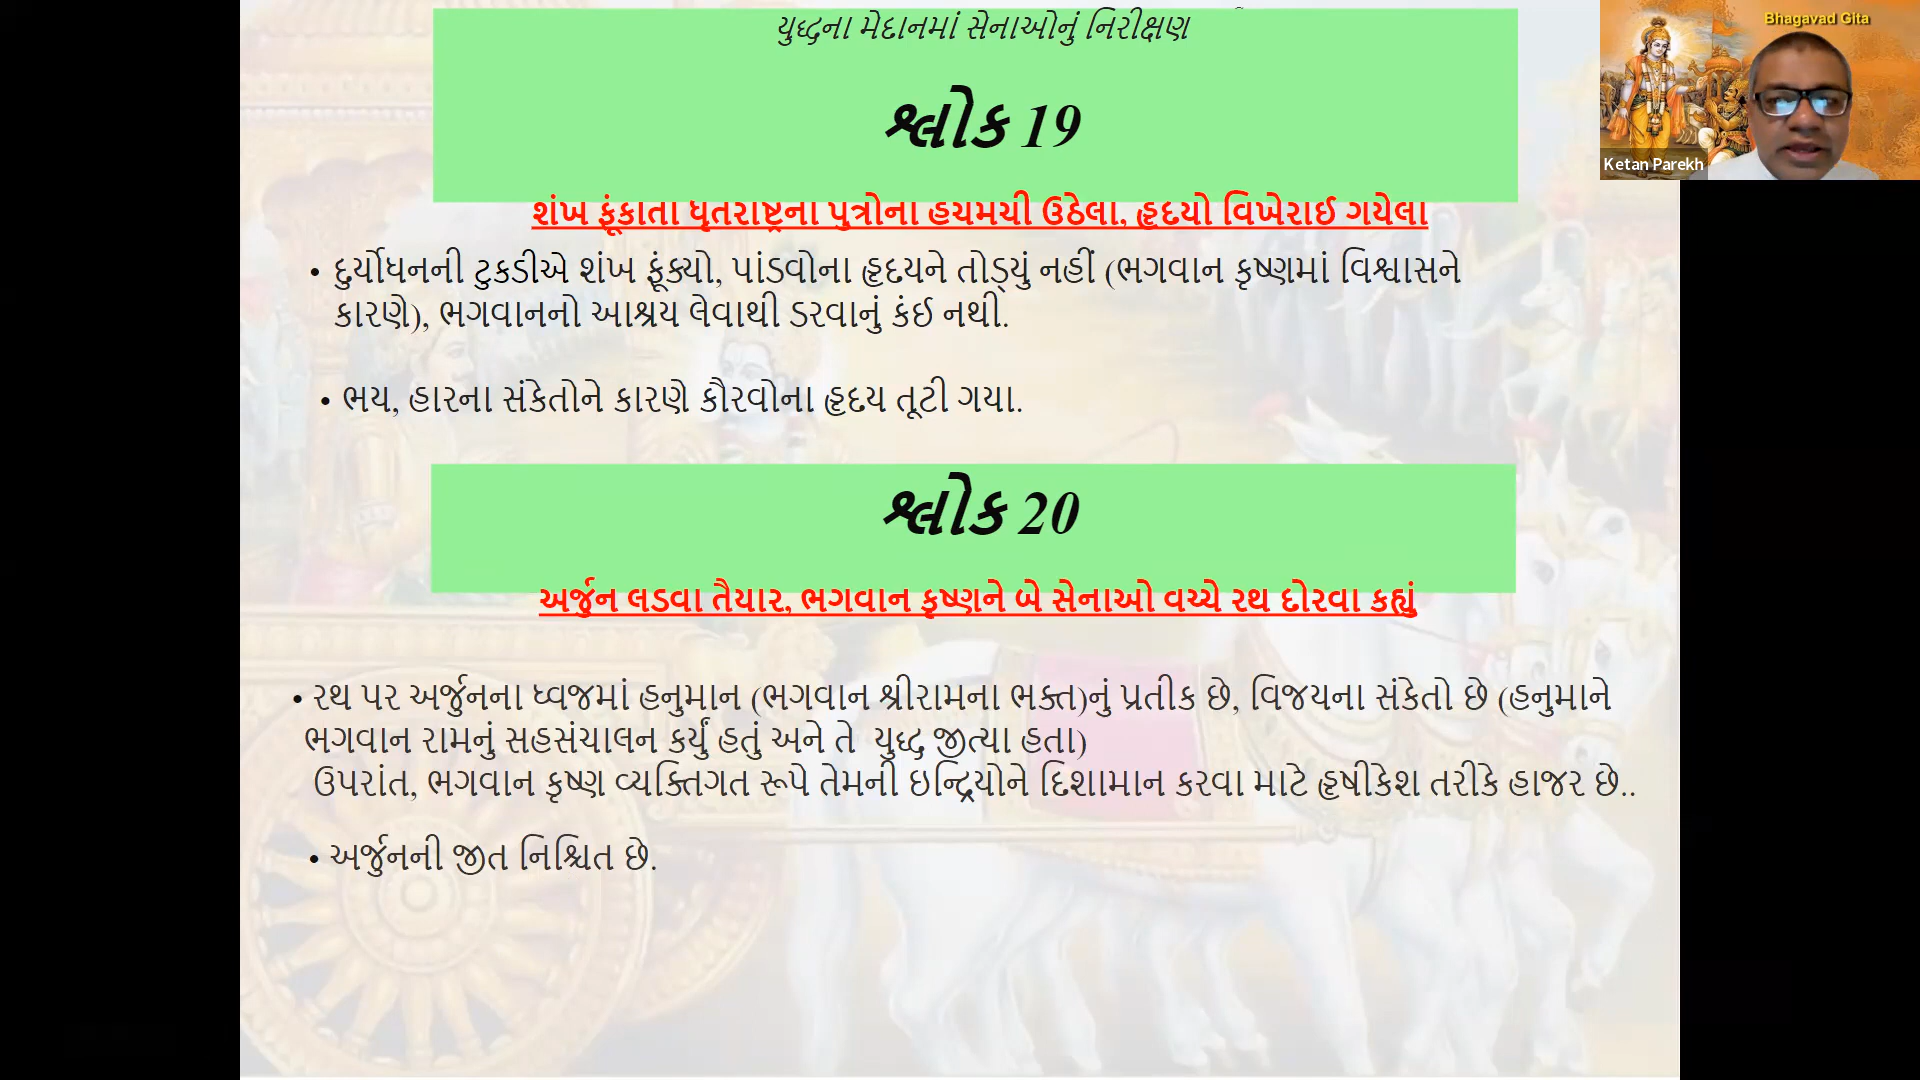 યુદ્ધના મેદાનમાં સેનાઓનું નિરીક્ષણ
Bhagavad Gita
શ્લોક 19
Ketan Parekh
શંખ ફૂંકાતા ધૃતરાષ્ટ્રના પુત્રોના હચમચી ઉઠેલા, હૃદયો વિખેરાઈ ગયેલા
• દુર્યોધનની ટુકડીએ શંખ ફૂંક્યો, પાંડવોના હૃદયને તોડ્યું નહીં (ભગવાન કૃષ્ણમાં વિશ્વાસને
કારણે), ભગવાનનો આશ્રય લેવાથી ડરવાનું કંઈ નથી.
• ભય, હારના સંકેતોને કારણે કૌરવોના હૃદય તૂટી ગયા.
શ્લોક 20
અર્જુન લડવા તૈયાર, ભગવાન કૃષ્ણને બે સેનાઓ વચ્ચે રથ દોરવા કહ્યું
• રથ પર અર્જુનના ધ્વજમાં હનુમાન (ભગવાન શ્રીરામના ભક્ત)નું પ્રતીક છે, વિજયના સંકેતો છે (હનુમાને
ભગવાન રામનું સહસંચાલન કર્યું હતું અને તે યુદ્ધ જીત્યા હતા)
ઉપરાંત, ભગવાન કૃષ્ણ વ્યક્તિગત રૂપે તેમની ઇન્દ્રિયોને દિશામાન કરવા માટે હૃષીકેશ તરીકે હાજર છે..
• અર્જુનની જીત નિશ્ચિત છે.